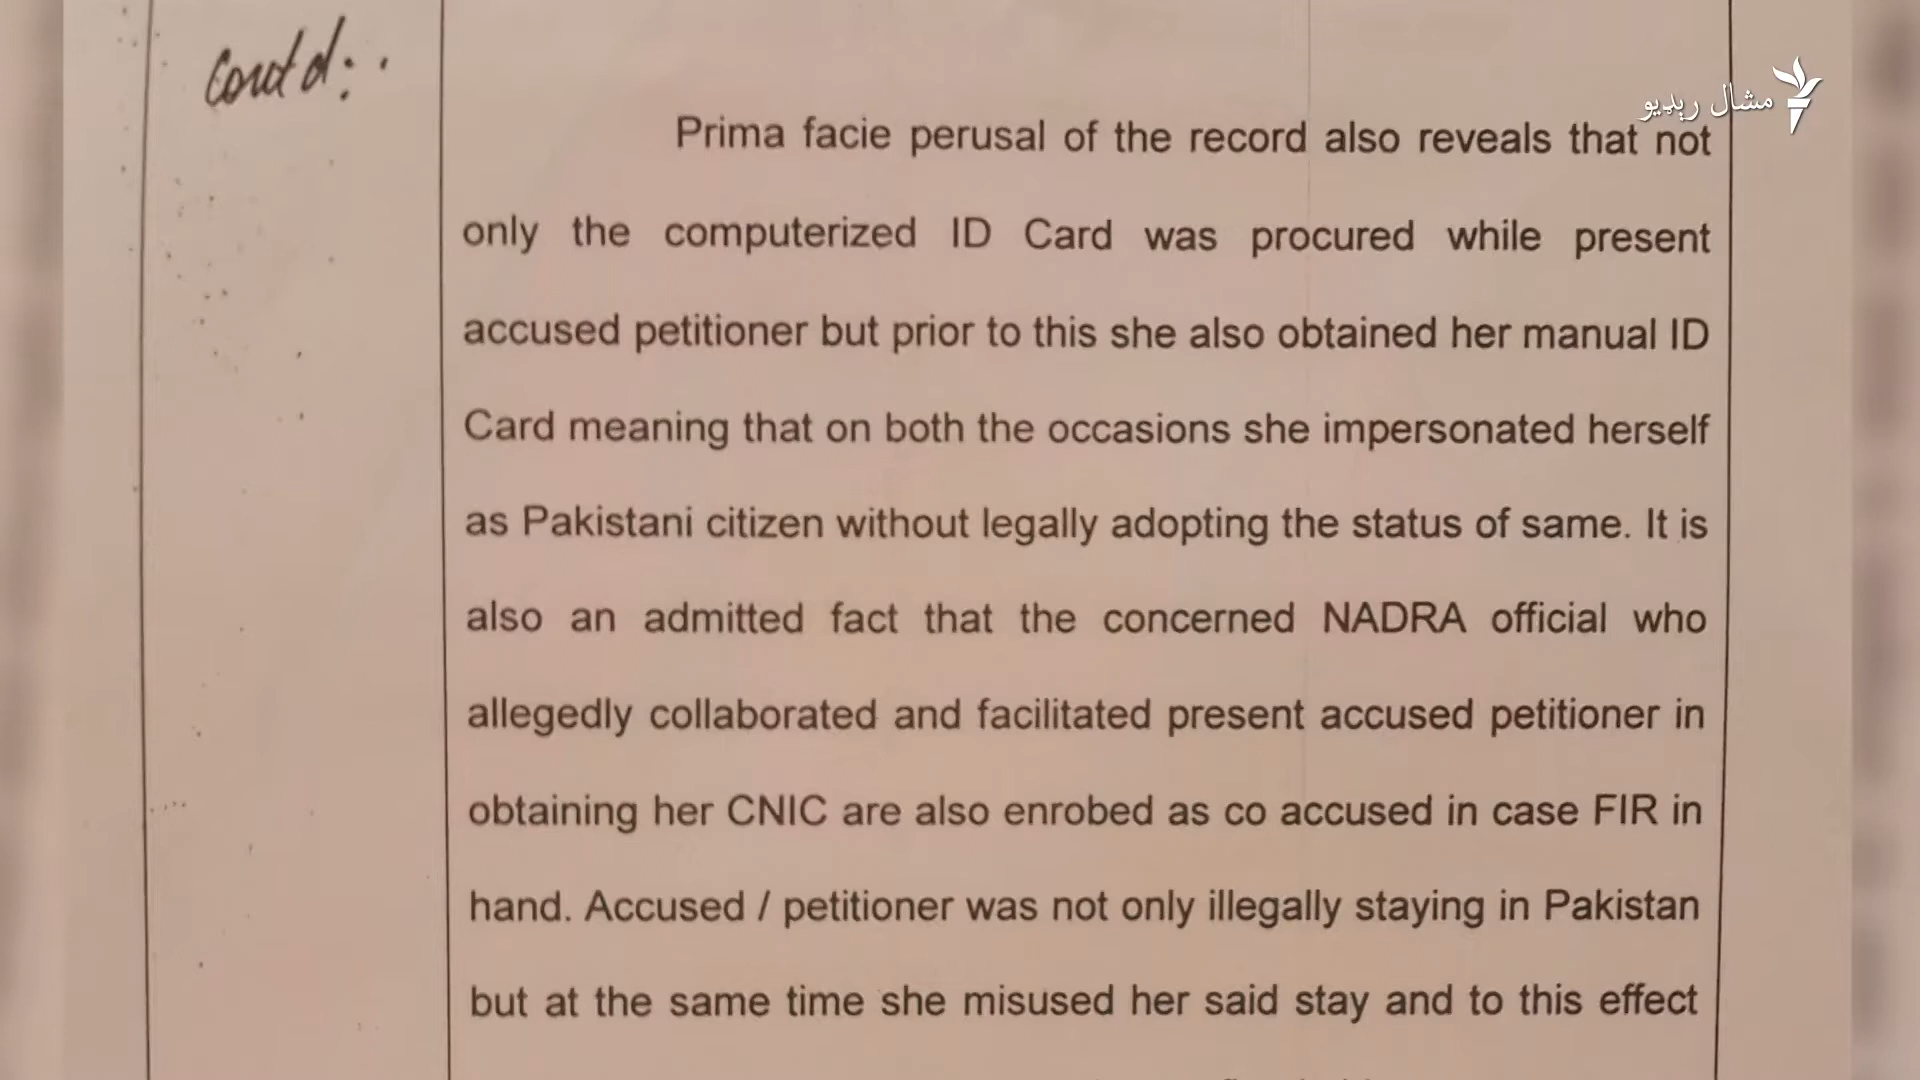 Cont'd:.
مشال رېډیو
Prima facie perusal of the record also reveals that not
only the computerized ID Card was procured while present
accused petitioner but prior to this she also obtained her manual ID
Card meaning that on both the occasions she impersonated herself
as Pakistani citizen without legally adopting the status of same. It is
also an admitted fact that the concerned NADRA official who
allegedly collaborated and facilitated present accused petitioner in
obtaining her CNIC are also enrobed as co accused in case FIR in
hand. Accused / petitioner was not only illegally staying in Pakistan
but at the same time she misused her said stay and to this effect